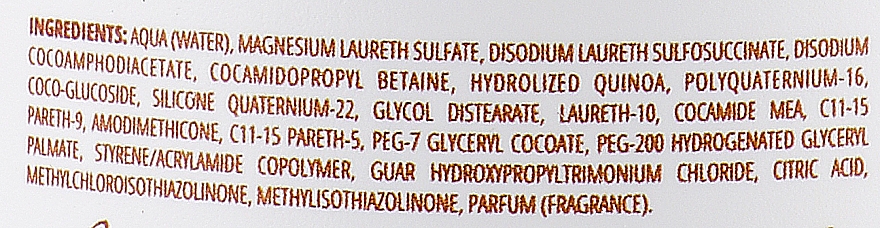 INGREDIENTS: AQUA (WATER), MAGNESIUM LAURETH SULFATE, DISODIUM LAURETH SULFOSUCCINATE, DISODIUM
COCOAMPHODIACETATE, COCAMIDOPROPYL BETAINE, HYDROLIZED QUINOA, POLYQUATERNIUM-16,
COCO-GLUCOSIDE, SILICONE QUATERNIUM-22, GLYCOL DISTEARATE, LAURETH-10, COCAMIDE MEA, C11-15
PARETH-9, AMODIMETHICONE, C11-15 PARETH-5, PEG-7 GLYCERYL COCOATE, PEG-200 HYDROGENATED GLYCERYL
PALMATE, STYRENE/ACRYLAMIDE COPOLYMER, GUAR HYDROXYPROPYLTRIMONIUM CHLORIDE, CITRIC ACID,
METHYLCHLOROISOTHIAZOLINONE, METHYLISOTHIAZOLINONE, PARFUM (FRAGRANCE).